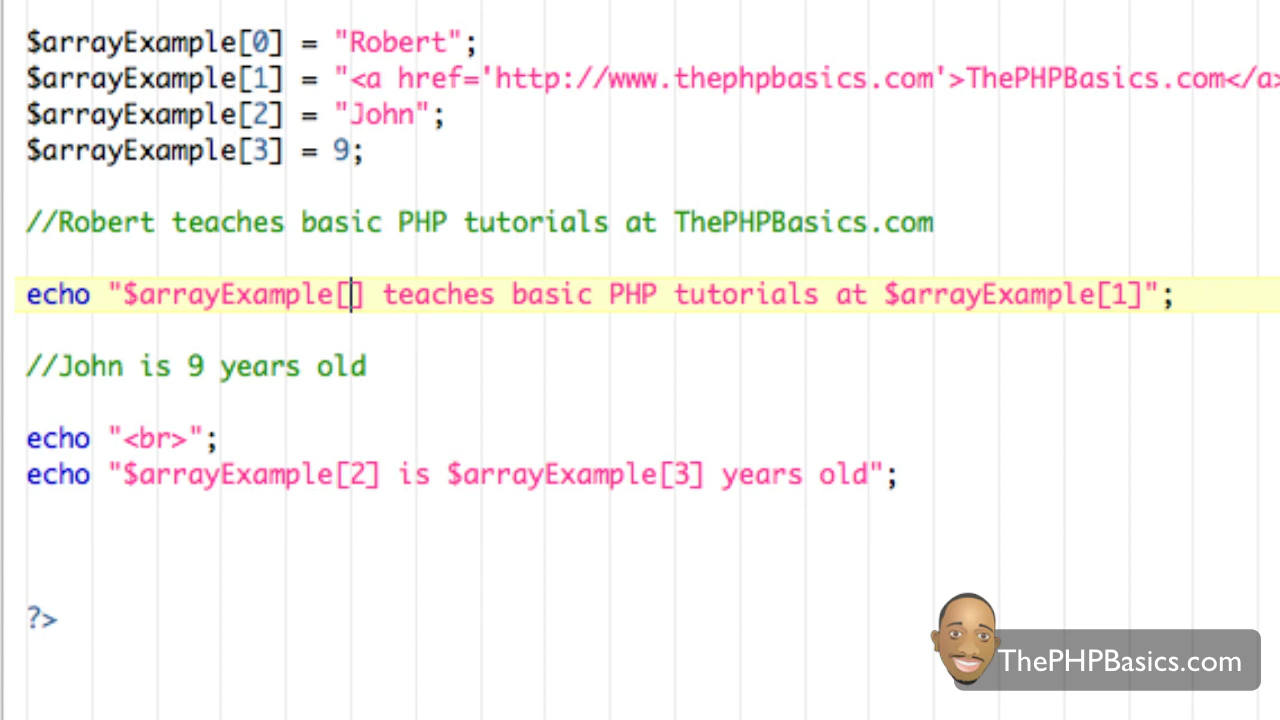 $arrayExample[0] = "Robert";
$arrayExample[1] = "<a href='http://www.thephpbasics.com'>ThePHPBasics.com</a>
$arrayExample[2] = "John";
$arrayExample[3] = 9;
//Robert teaches basic PHP tutorials at ThePHPBasics.com
echo "$arrayExample[] teaches basic PHP tutorials at $arrayExample[1]";
//John is 9 years old
echo "<br>";
echo "$arrayExample[2] is $arrayExample[3] years old";
?>
ThePHPBasics.com